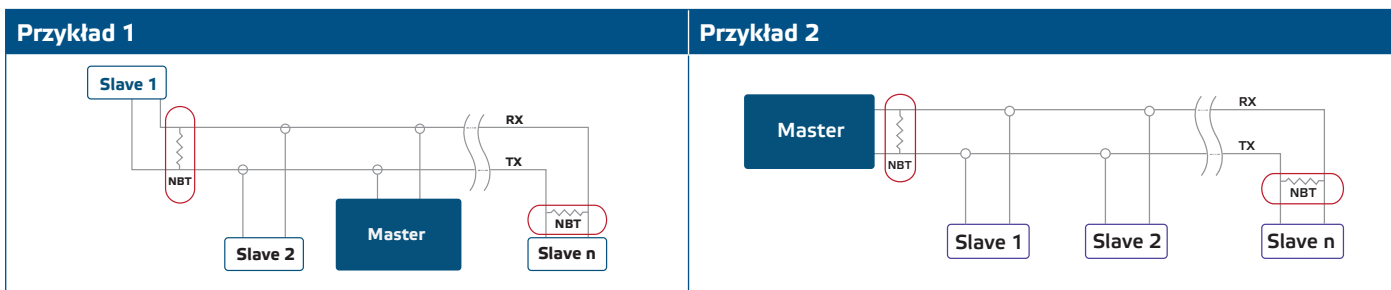 Przykład 1
Slave 1
RX
TX
NBT
NBT
Slave 2
Master
Slave n
Przykład 2
Master
RX
TX
NBT
NBT
Slave 1
Slave 2
Slave n